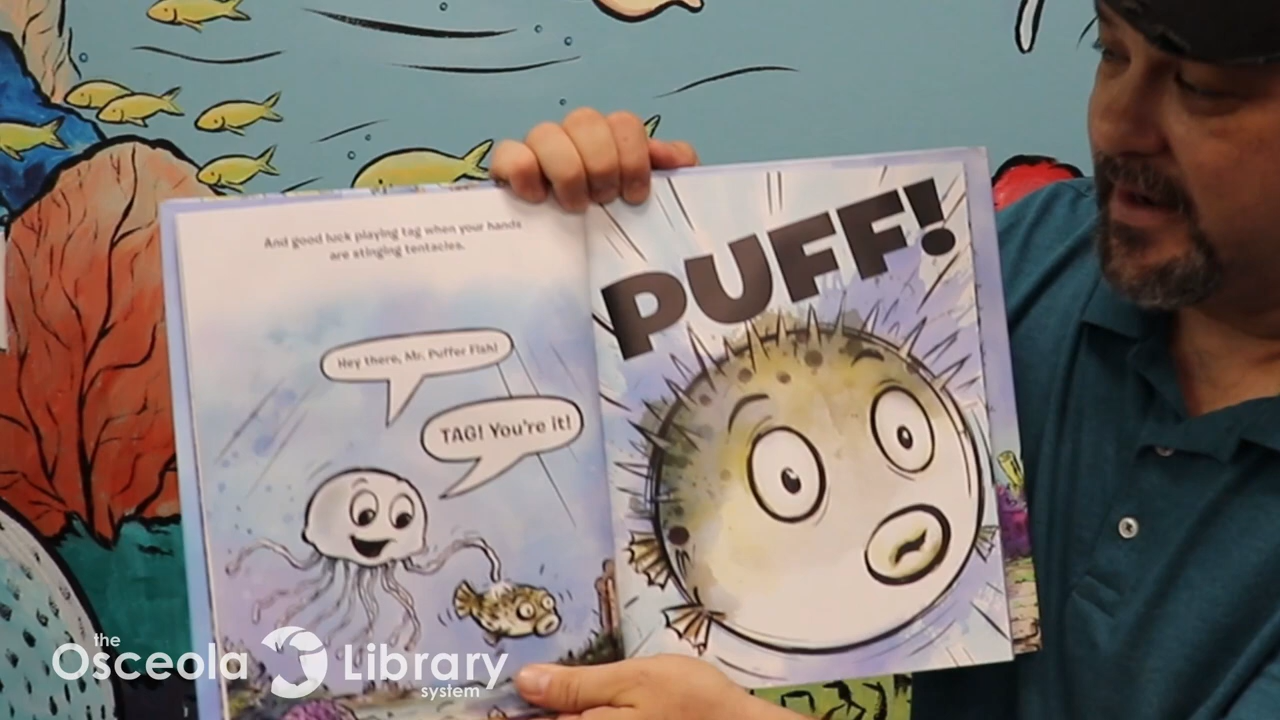 And good luck playing tag when your hands
are stinging tentacles.
Hey there, Mr. Puffer Fish!
TAG! You're it!
PUFF!
the
Osceola Library
system